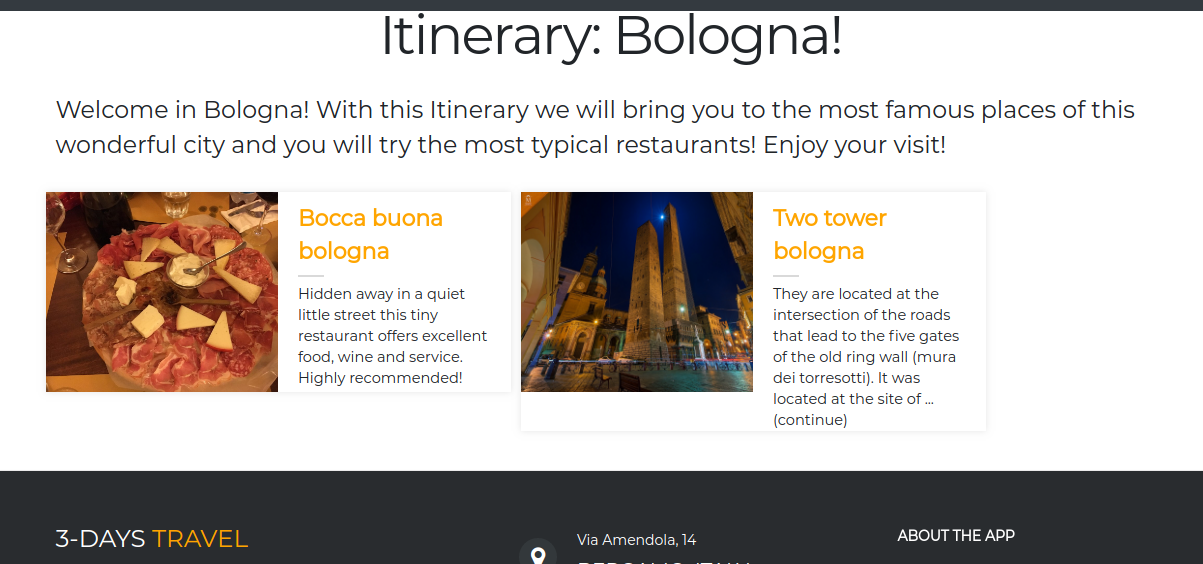 Itinerary: Bologna!
Welcome in Bologna! With this Itinerary we will bring you to the most famous places of this
wonderful city and you will try the most typical restaurants! Enjoy your visit!
Bocca buona
bologna
Hidden away in a quiet
little street this tiny
restaurant offers excellent
food, wine and service.
Highly recommended!
Two tower
bologna
They are located at the
intersection of the roads
that lead to the five gates
of the old ring wall (mura
dei torresotti). It was
located at the site of ...
(continue)
3-DAYS TRAVEL
Via Amendola, 14
ABOUT THE APP